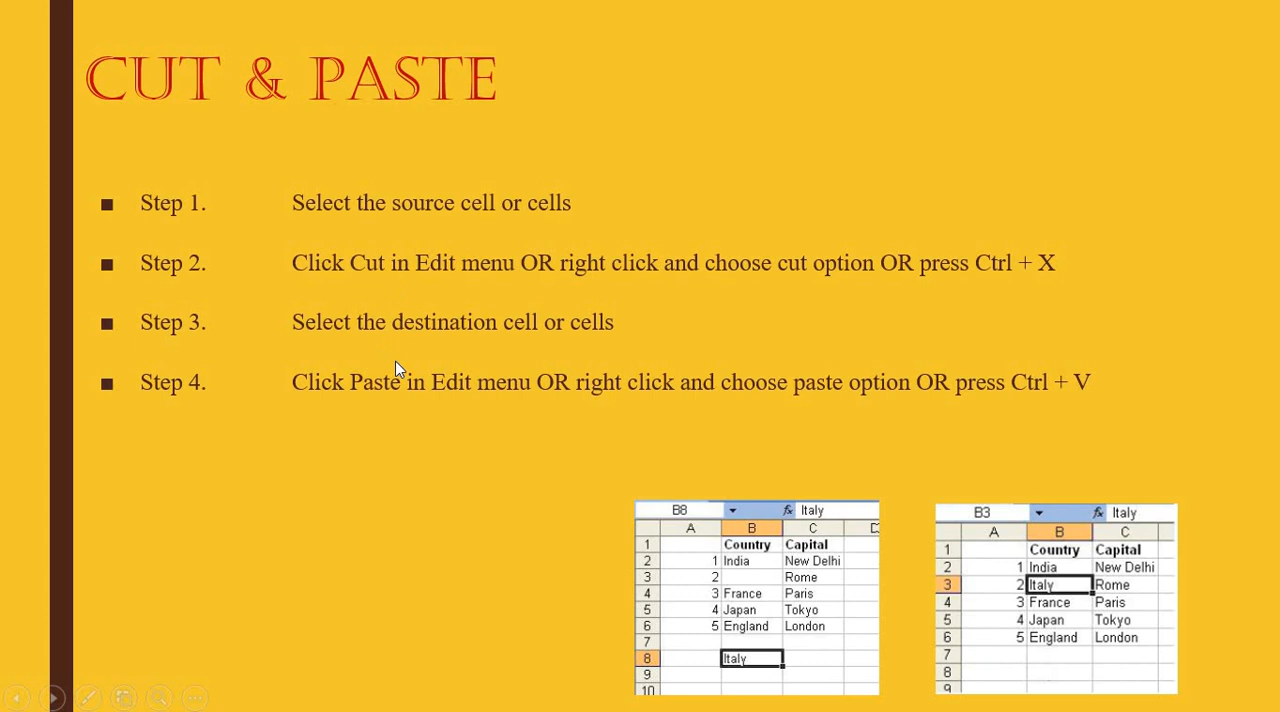 CUT & PASTE
■ Step 1. Select the source cell or cells
■ Step 2. Click Cut in Edit menu OR right click and choose cut option OR press Ctrl + X
■ Step 3. Select the destination cell or cells
■ Step 4. Click Paste in Edit menu OR right click and choose paste option OR press Ctrl + V
B8 fx Italy
A B C D
1 Country Capital
2 1 India New Delhi
3 2 Rome
4 3 France Paris
5 4 Japan Tokyo
6 5 England London
7
8 Italy
9
10
B3 fx Italy
A B C
1 Country Capital
2 1 India New Delhi
3 2 Italy Rome
4 3 France Paris
5 4 Japan Tokyo
6 5 England London
7
8
9